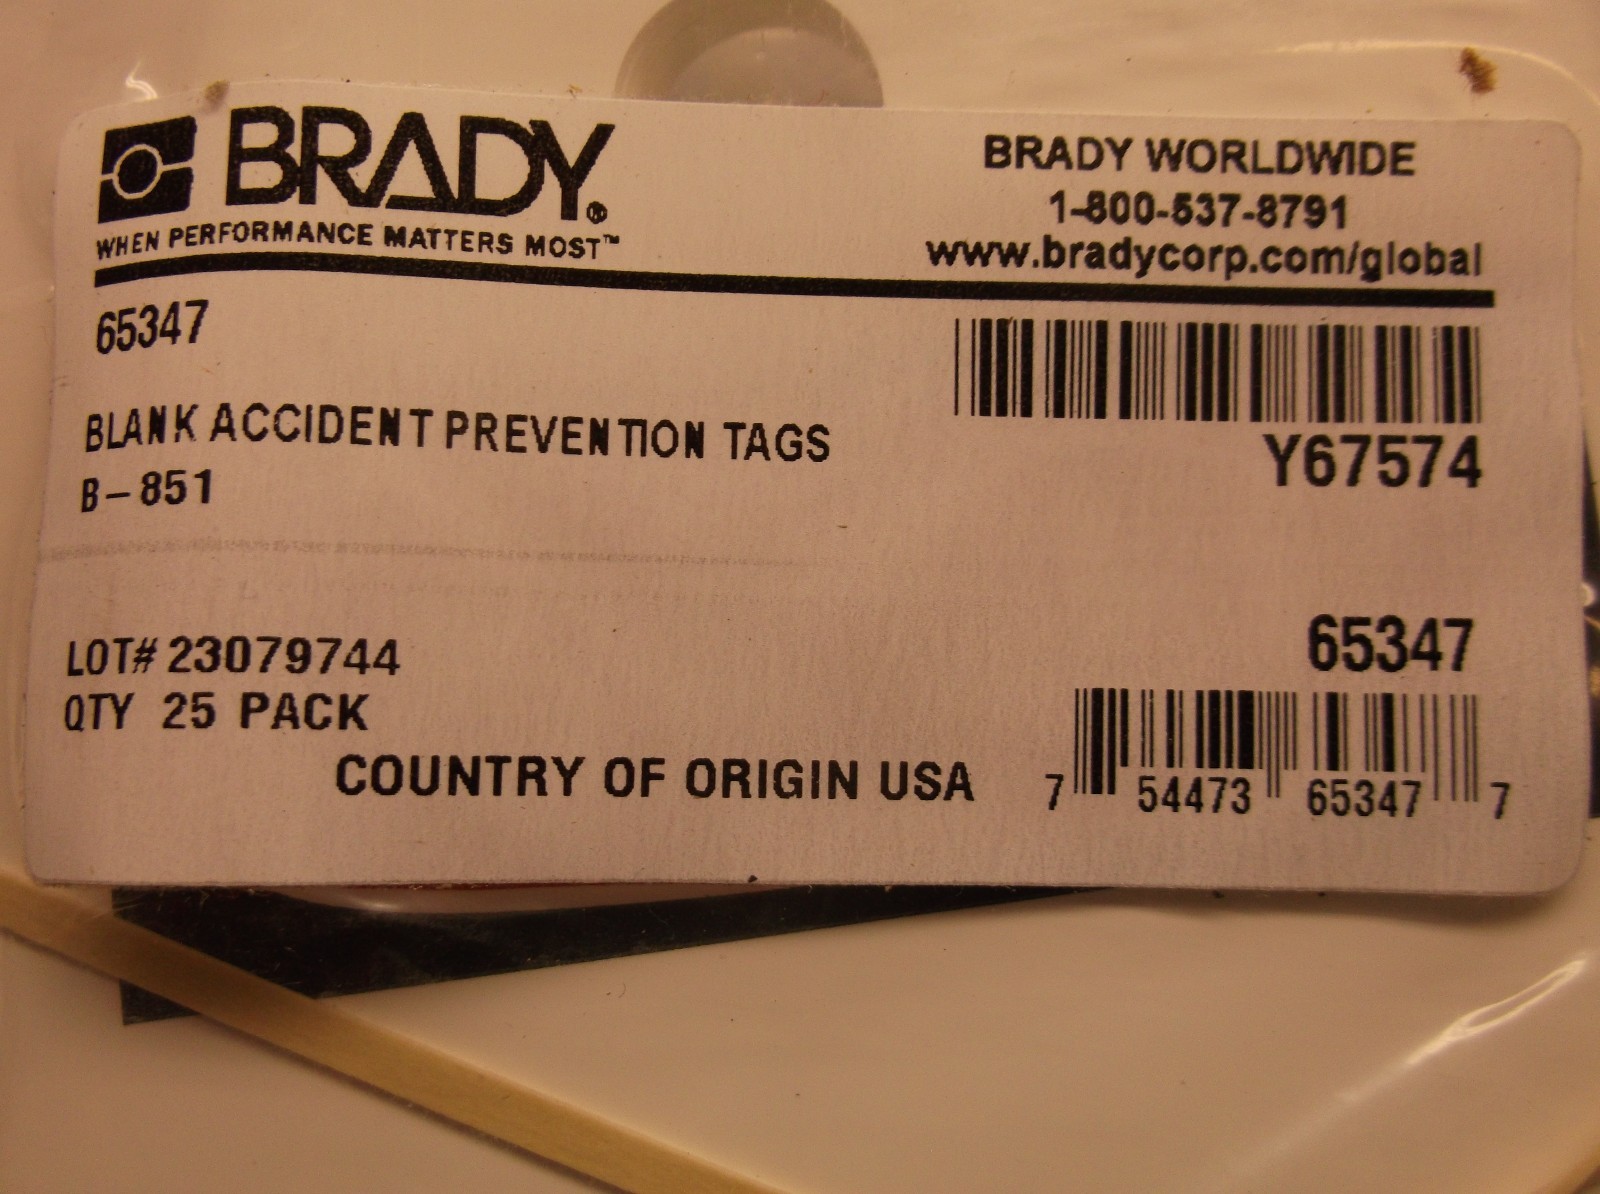 BRADY®
WHEN PERFORMANCE MATTERS MOST™
BRADY WORLDWIDE
1-800-537-8791
www.bradycorp.com/global
65347
BLANK ACCIDENT PREVENTION TAGS
B-851
Y67574
LOT# 23079744
QTY 25 PACK
COUNTRY OF ORIGIN USA
65347
7 54473 65347 7